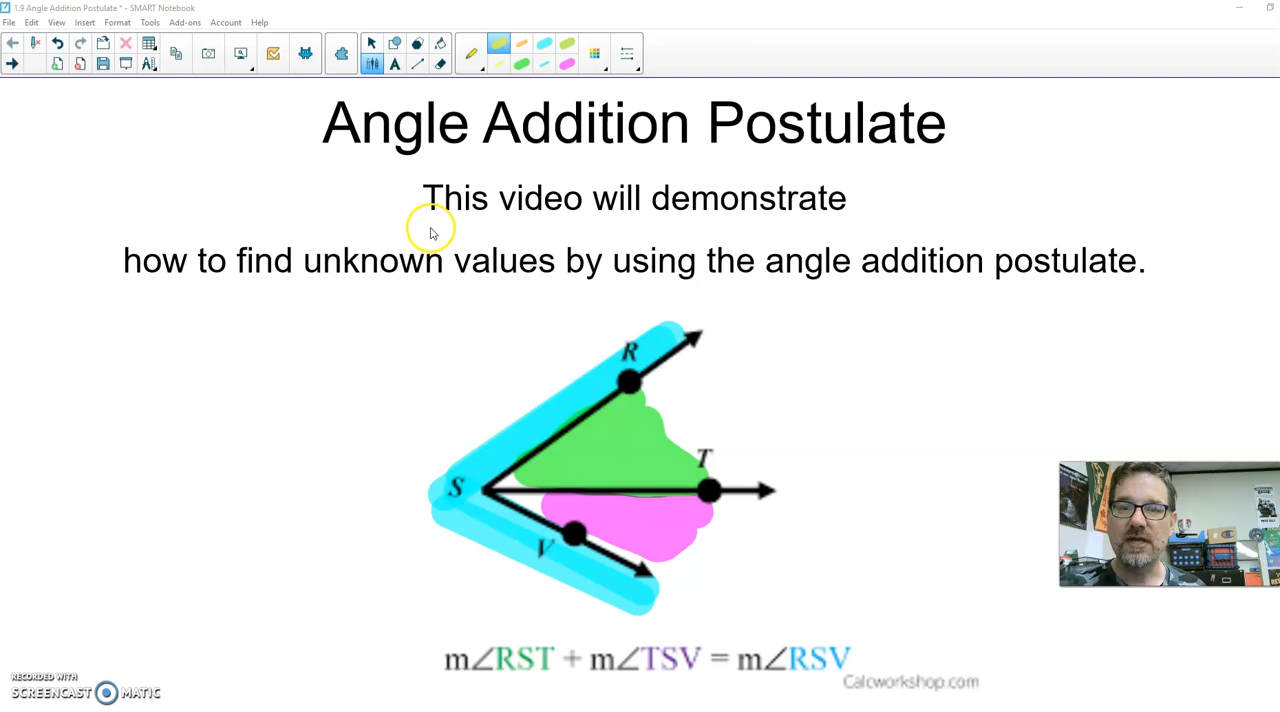 1.9 Angle Addition Postulate * - SMART Notebook
File Edit View Insert Format Tools Add-ons Account Help
Angle Addition Postulate
This video will demonstrate
how to find unknown values by using the angle addition postulate.
R
T
S
V
m∠RST + m∠TSV = m∠RSV
Calcworkshop.com
RECORDED WITH
SCREENCAST MATIC